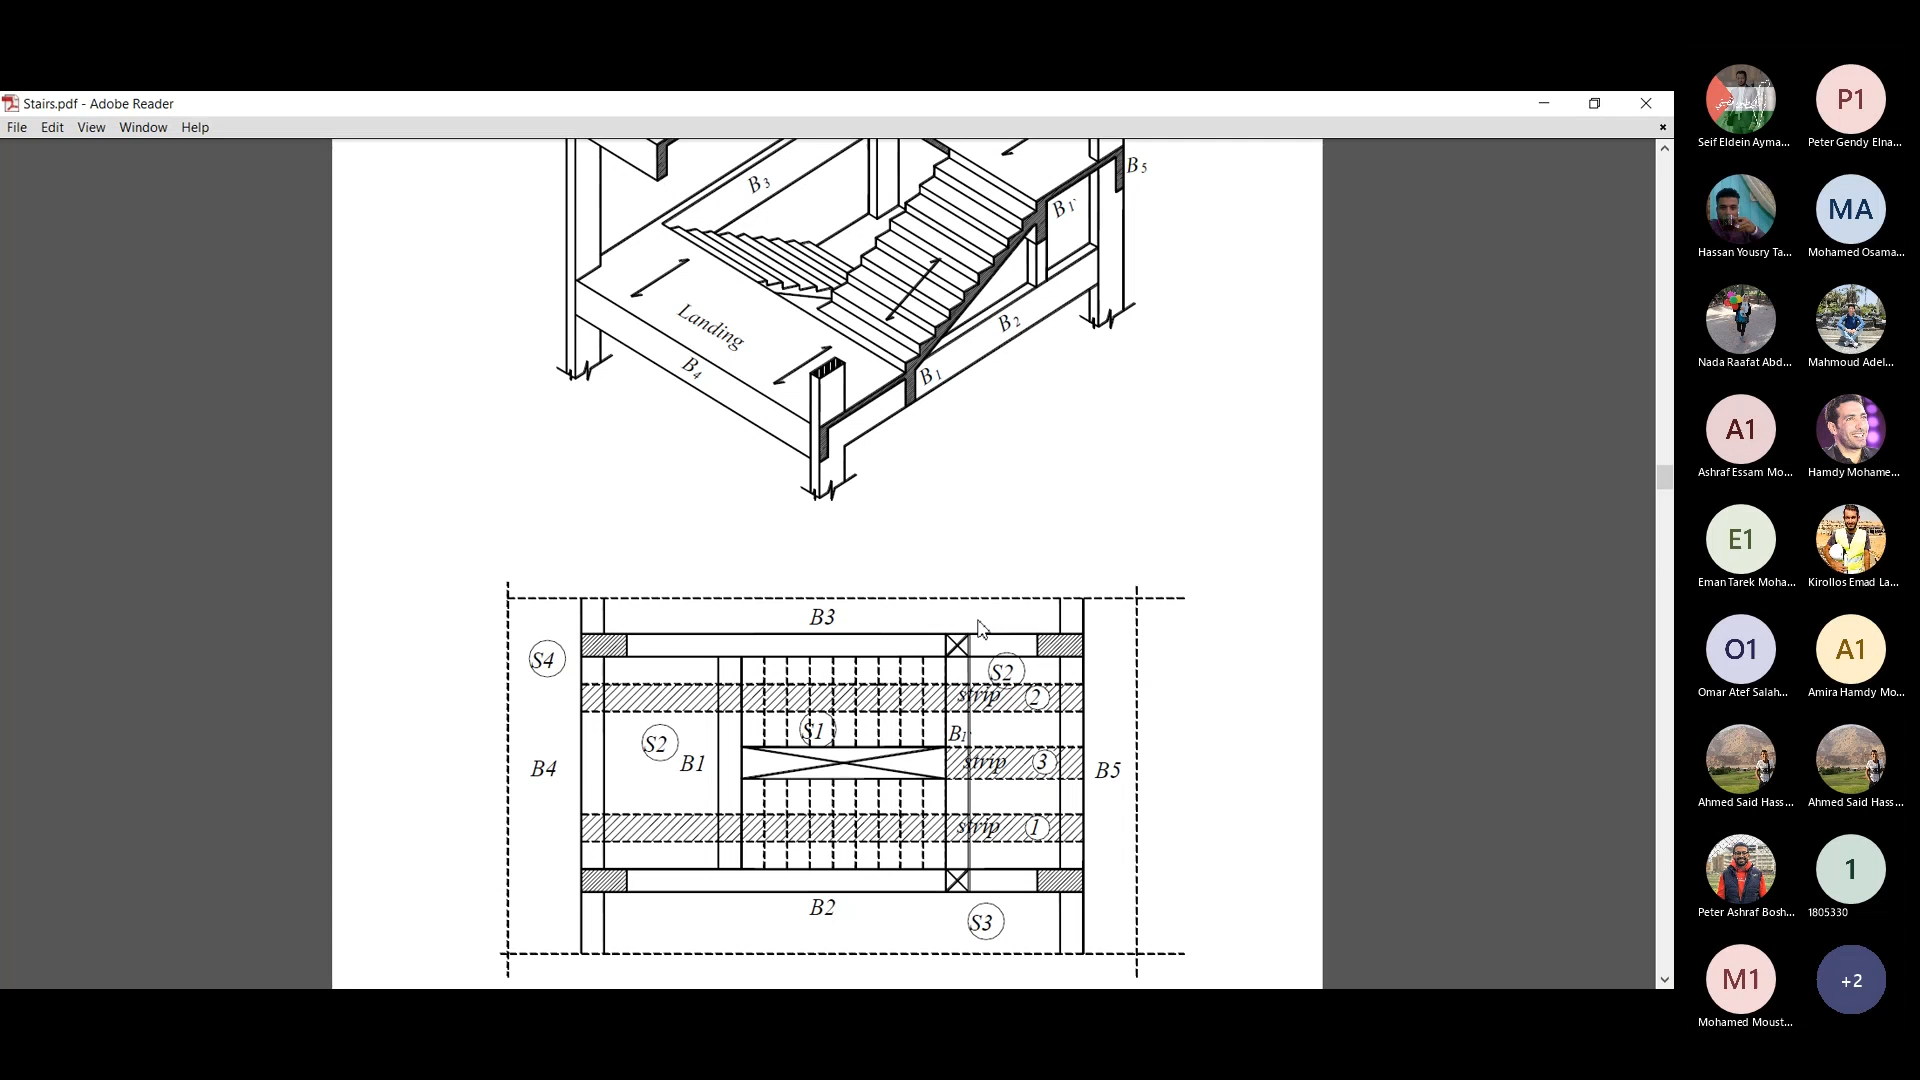 Stairs.pdf - Adobe Reader
File Edit View Window Help
B5
B3
B1'
Landing
B2
B4
B1
B3
S4
S2
strip 2
S1
B1'
S2
B1
strip 3
B4
B5
strip 1
B2
S3
Seif Eldein Ayma...
P1
Peter Gendy Elna...
Hassan Yousry Ta...
MA
Mohamed Osama...
Nada Raafat Abd...
Mahmoud Adel...
A1
Ashraf Essam Mo...
Hamdy Mohame...
E1
Eman Tarek Moha...
Kirollos Emad La...
O1
Omar Atef Salah...
A1
Amira Hamdy Mo...
Ahmed Said Hass...
Ahmed Said Hass...
Peter Ashraf Bosh...
1
1805330
M1
Mohamed Moust...
+2